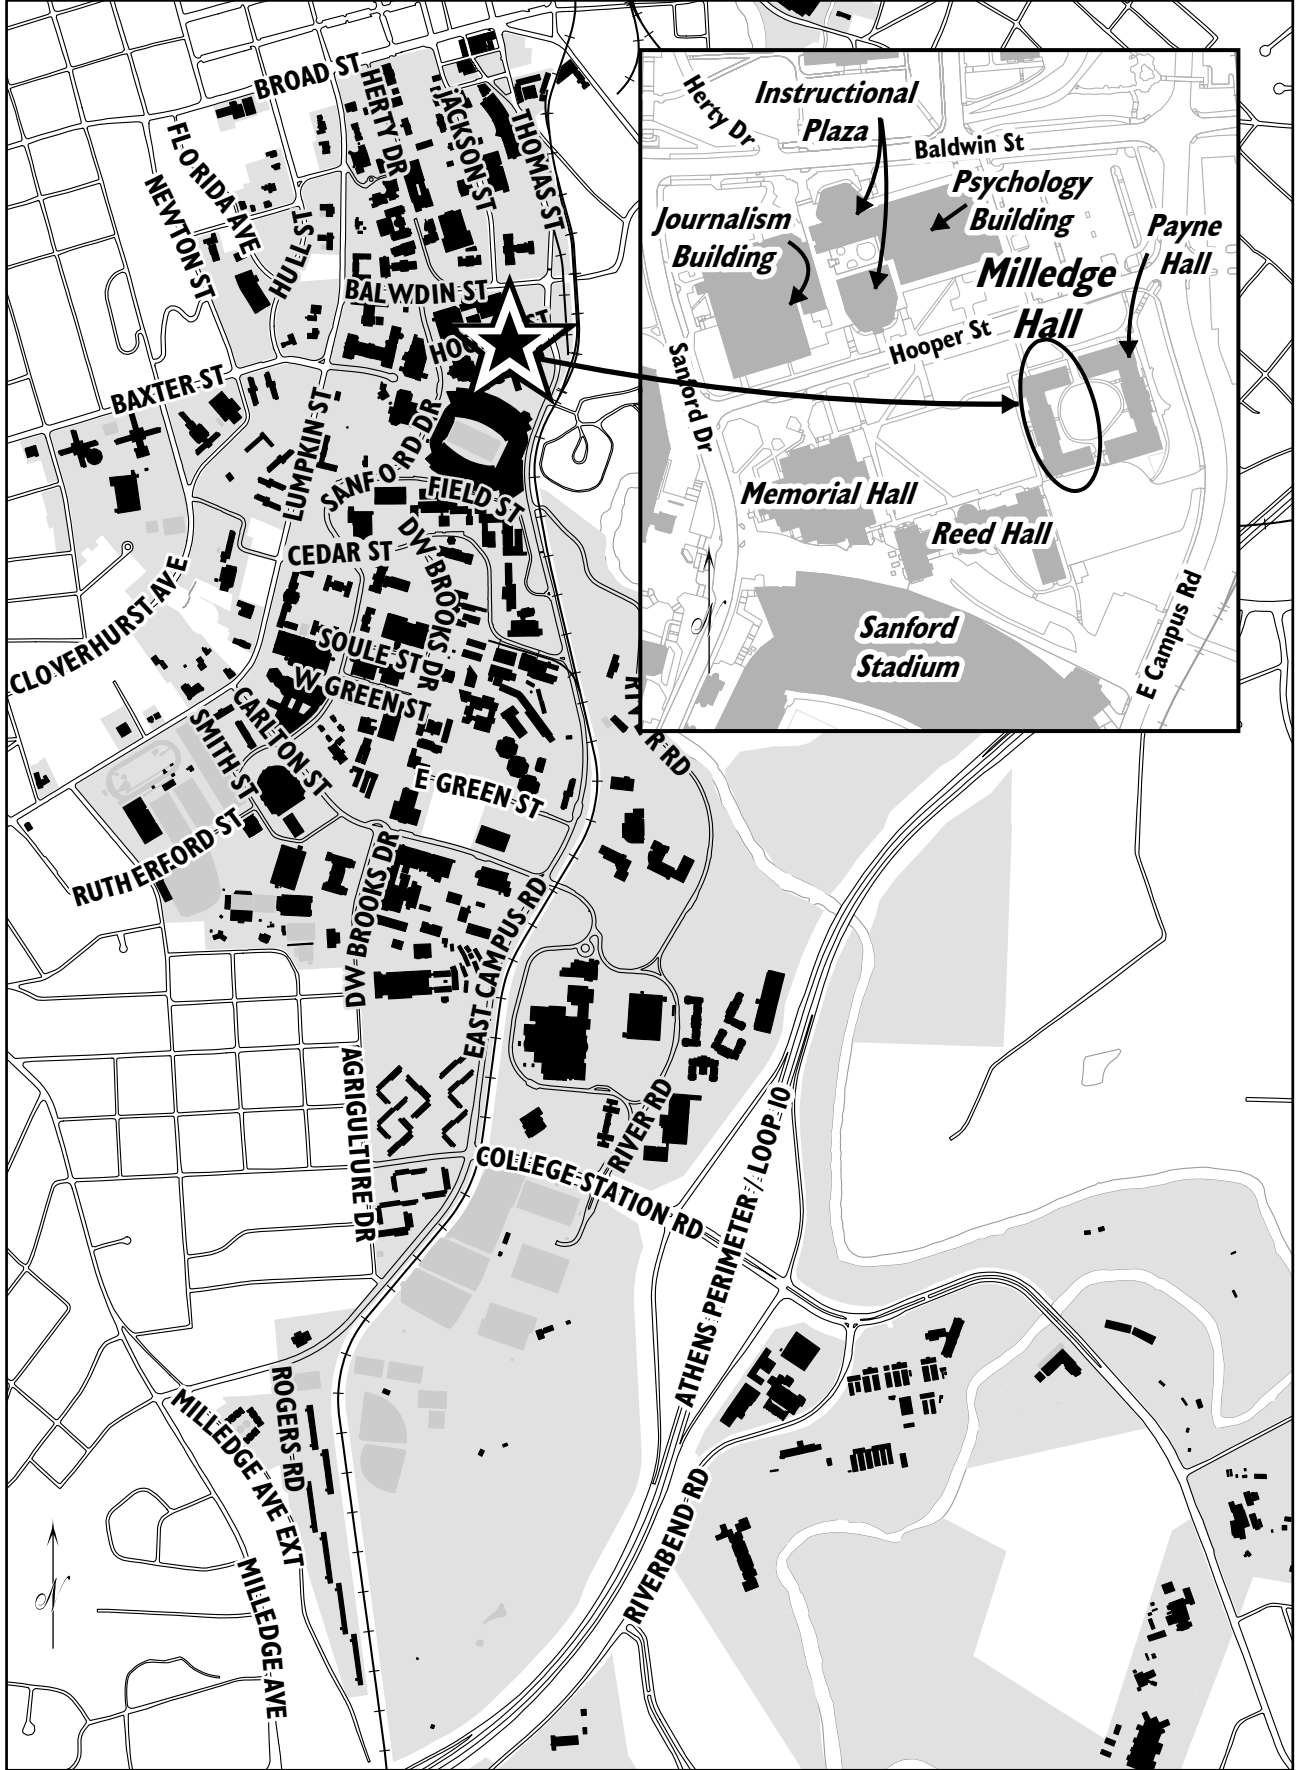 BROAD ST
HERTY DR
JACKSON ST
THOMAS ST
FLORIDA AVE
NEWTON ST
HULL ST
BALWDIN ST
BAXTER ST
LUMPKIN ST
SANFORD DR
FIELD ST
CEDAR ST
DW BROOKS DR
CLOVERHURST AVE
SOULE ST
W GREEN ST
CARLTON ST
SMITH ST
E GREEN ST
RUTHERFORD ST
DW BROOKS DR
EAST CAMPUS RD
AGRIGULTURE DR
RIVER RD
COLLEGE STATION RD
ATHENS PERIMETER / LOOP 10
ROGERS RD
MILLEDGE AVE EXT
MILLEDGE AVE
RIVERBEND RD
N
Herty Dr
Instructional
Plaza
Baldwin St
Psychology
Building
Journalism
Building
Payne
Hall
Milledge
Hall
Hooper St
Sanford Dr
Memorial Hall
Reed Hall
Sanford
Stadium
E Campus Rd
N